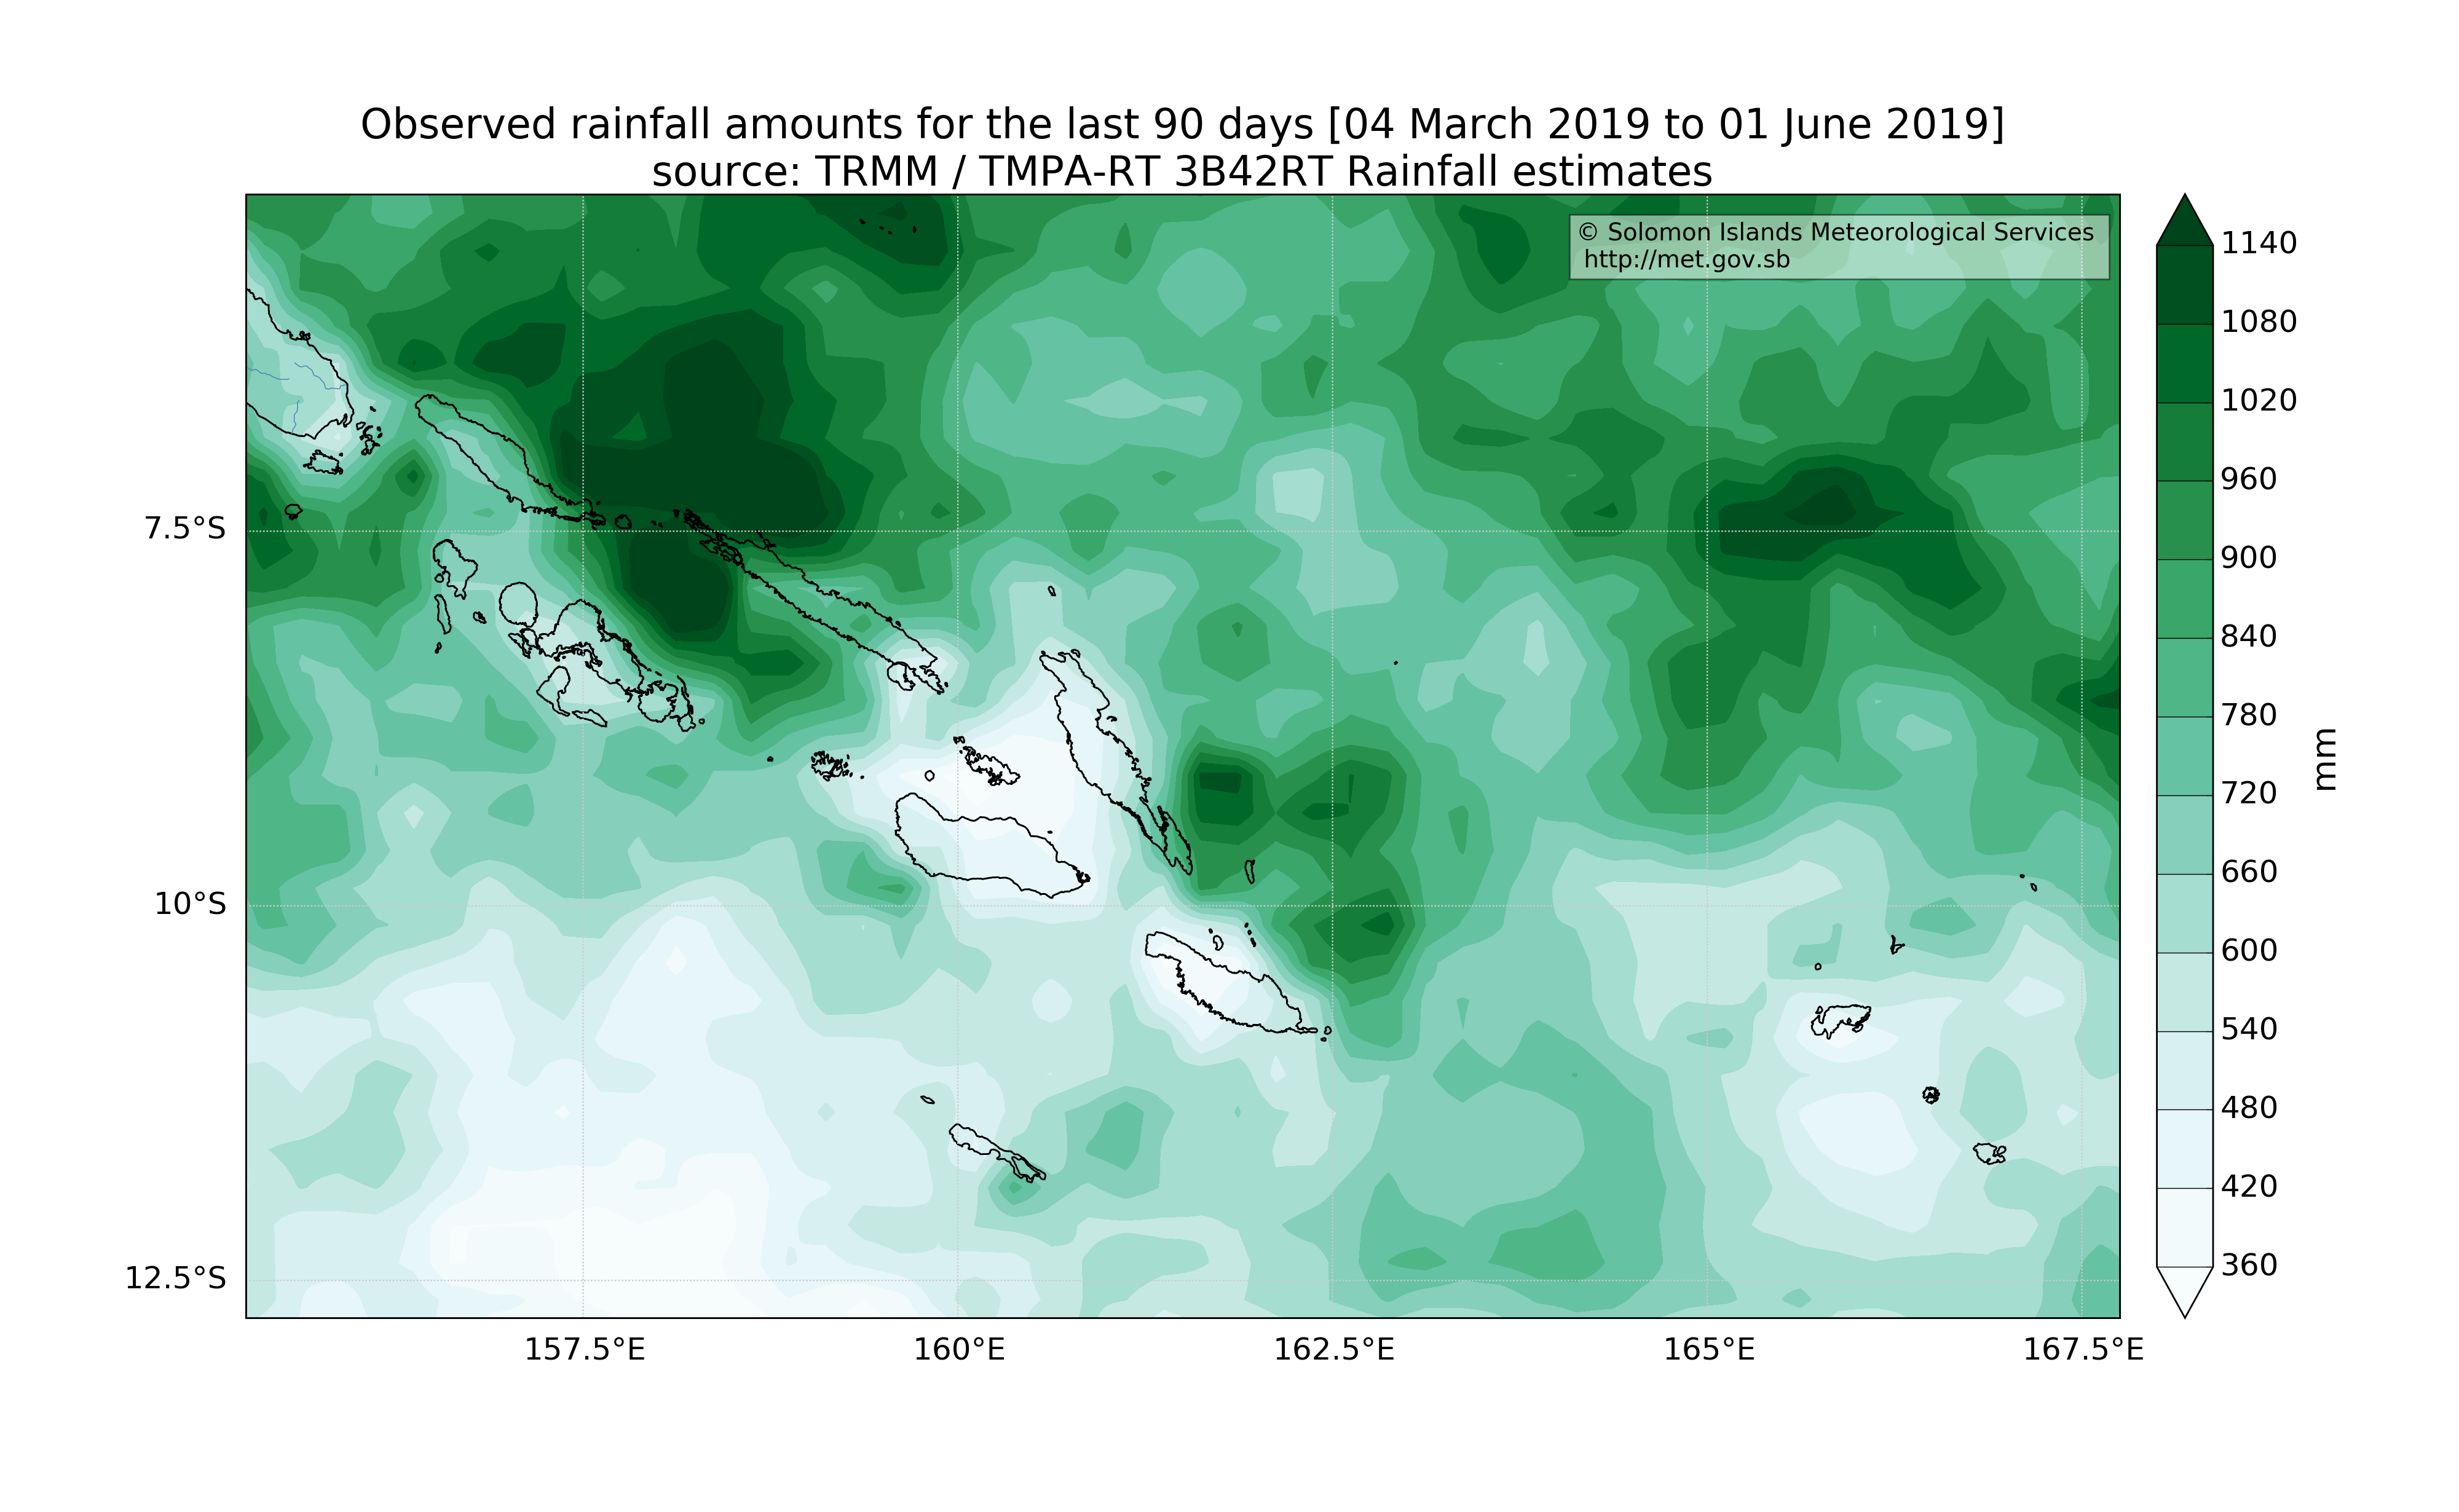 Observed rainfall amounts for the last 90 days [04 March 2019 to 01 June 2019]
source: TRMM / TMPA-RT 3B42RT Rainfall estimates
© Solomon Islands Meteorological Services
http://met.gov.sb
7.5°S
10°S
12.5°S
157.5°E
160°E
162.5°E
165°E
167.5°E
1140
1080
1020
960
900
840
780
720
660
600
540
480
420
360
mm